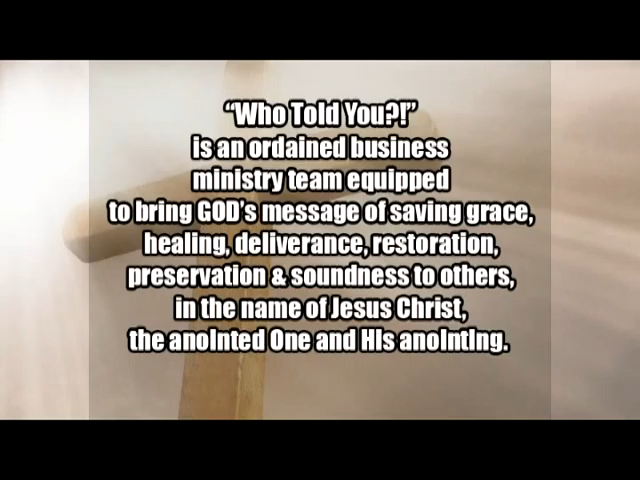 “Who Told You?!”
is an ordained business
ministry team equipped
to bring GOD’s message of saving grace,
healing, deliverance, restoration,
preservation & soundness to others,
in the name of Jesus Christ,
the anointed One and His anointing.